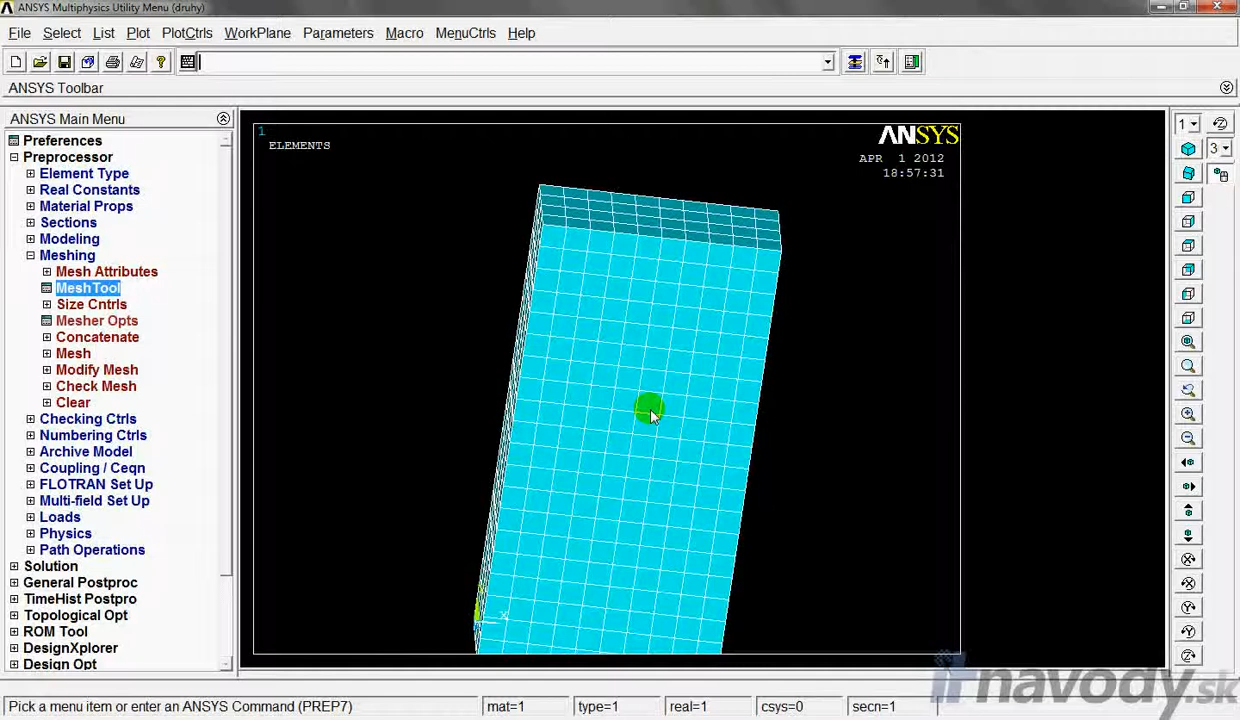 ANSYS Multiphysics Utility Menu (druhy)
File Select List Plot PlotCtrls WorkPlane Parameters Macro MenuCtrls Help
ANSYS Toolbar
ANSYS Main Menu
Preferences
Preprocessor
Element Type
Real Constants
Material Props
Sections
Modeling
Meshing
Mesh Attributes
MeshTool
Size Cntrls
Mesher Opts
Concatenate
Mesh
Modify Mesh
Check Mesh
Clear
Checking Ctrls
Numbering Ctrls
Archive Model
Coupling / Ceqn
FLOTRAN Set Up
Multi-field Set Up
Loads
Physics
Path Operations
Solution
General Postproc
TimeHist Postpro
Topological Opt
ROM Tool
DesignXplorer
Design Opt
1
ELEMENTS
ANSYS
APR 1 2012
18:57:31
X
1
3
Pick a menu item or enter an ANSYS Command (PREP7)
mat=1
type=1
real=1
csys=0
secn=1
itnavody.sk